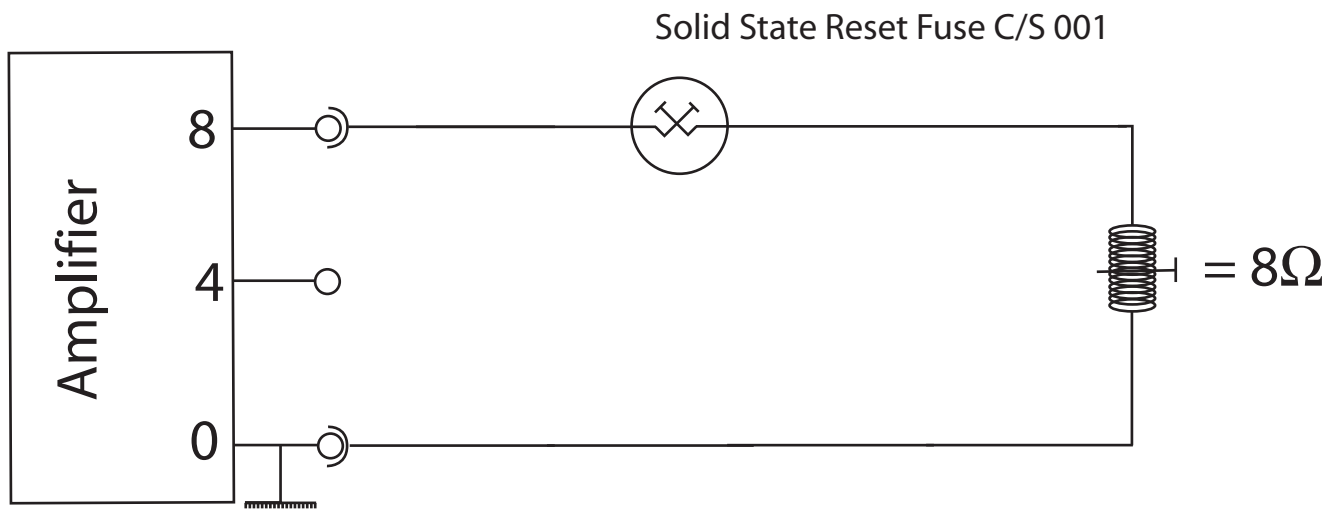 Solid State Reset Fuse C/S 001
8
Amplifier
4
= 8Ω
0